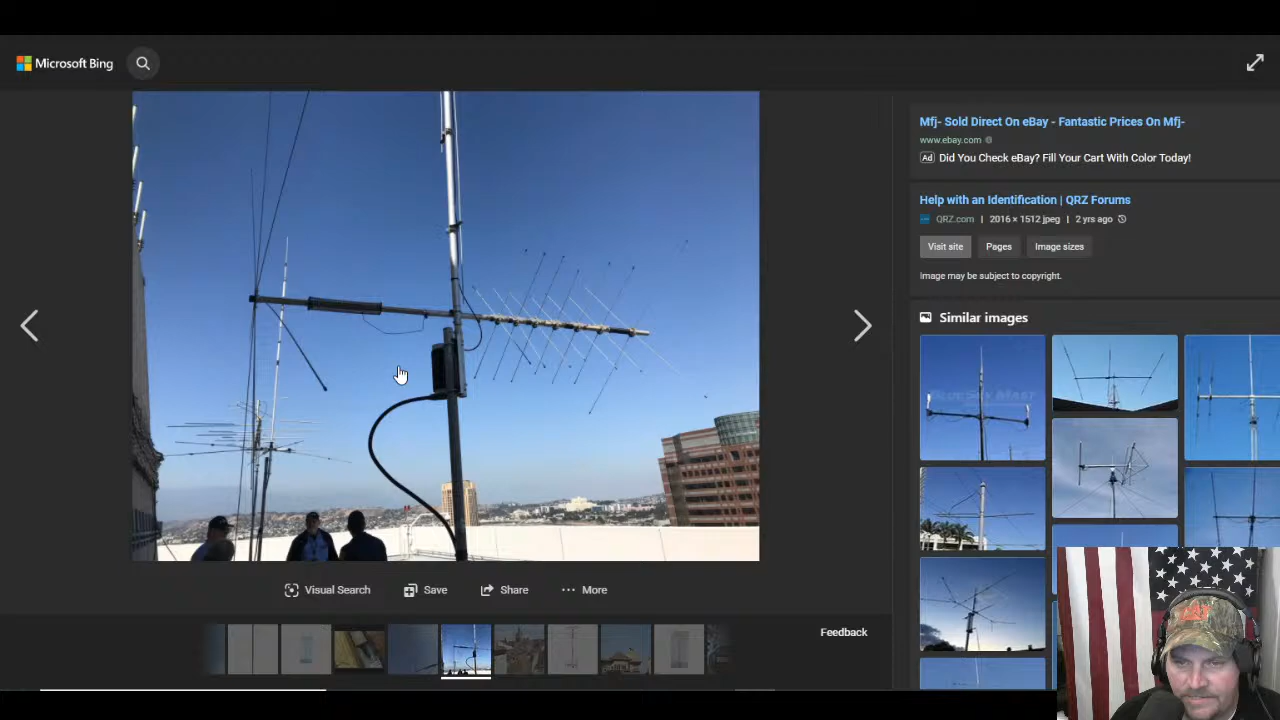 Microsoft Bing
Mfj- Sold Direct On eBay - Fantastic Prices On Mfj-
www.ebay.com
Ad Did You Check eBay? Fill Your Cart With Color Today!
Help with an Identification | QRZ Forums
QRZ.com | 2016 × 1512 jpeg | 2 yrs ago
Visit site Pages Image sizes
Image may be subject to copyright.
Similar images
Visual Search Save Share ··· More
Feedback